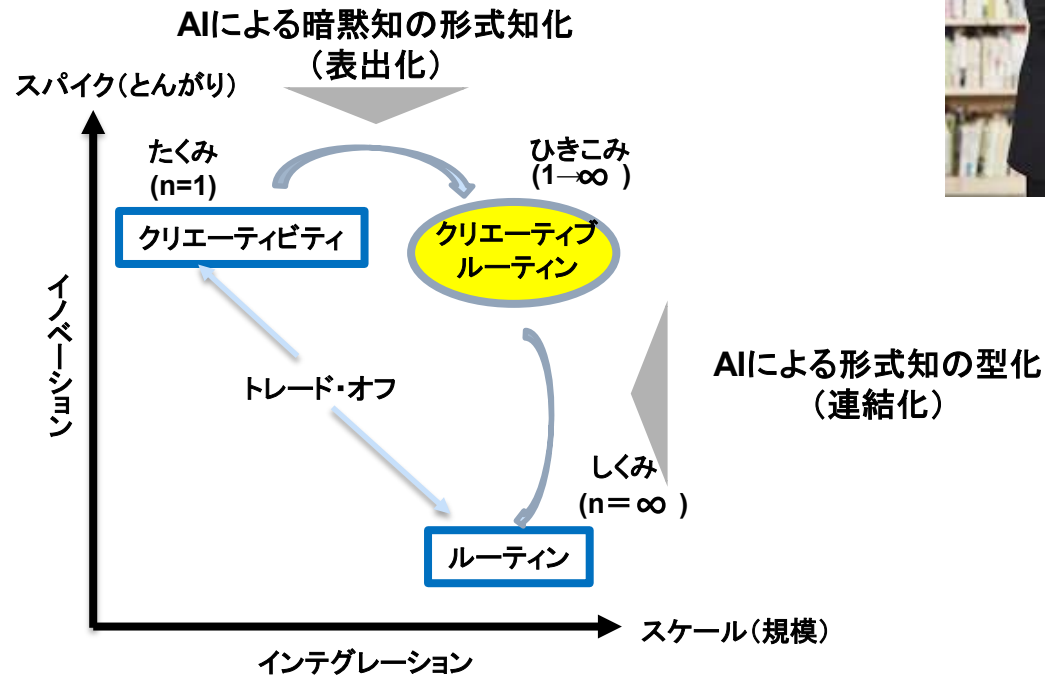 AIによる暗黙知の形式知化
（表出化）
スパイク（とんがり）
たくみ
(n=1)
ひきこみ
(1→∞ )
クリエーティビティ
クリエーティブ
ルーティン
イノベーション
トレード・オフ
AIによる形式知の型化
（連結化）
しくみ
(n＝∞ )
ルーティン
スケール（規模）
インテグレーション